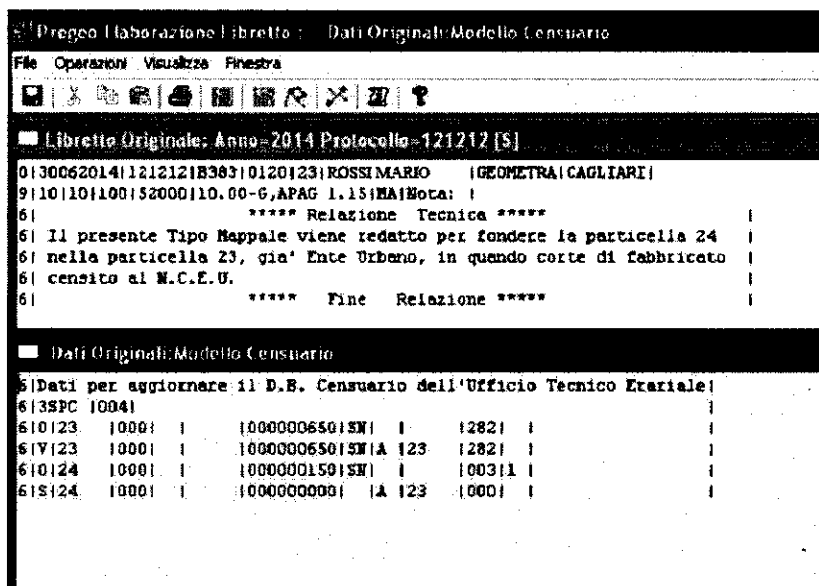 Pregeo Elaborazione Libretto : Dati Originali:Modello Censuario
File Operazioni Visualizza Finestra
Libretto Originale: Anno=2014 Protocollo=121212 [S]
0|30062014|121212|B383|0120|23|ROSSI MARIO |GEOMETRA|CAGLIARI|
9|10|10|100|52000|10.00-G,APAG 1.15|MA|Nota: |
6| ***** Relazione Tecnica ***** |
6| Il presente Tipo Mappale viene redatto per fondere la particella 24 |
6| nella particella 23, gia' Ente Urbano, in quando corte di fabbricato |
6| censito al N.C.E.U. |
6| ***** Fine Relazione ***** |
Dati Originali:Modello Censuario
6|Dati per aggiornare il D.B. Censuario dell'Ufficio Tecnico Erariale|
6|3SPC |004| |
6|O|23 |000| | |000000650|SN| | |282| | |
6|V|23 |000| | |000000650|SN|A |23 |282| | |
6|O|24 |000| | |000000150|SN| | |003|1 | |
6|S|24 |000| | |000000000| |A |23 |000| | |